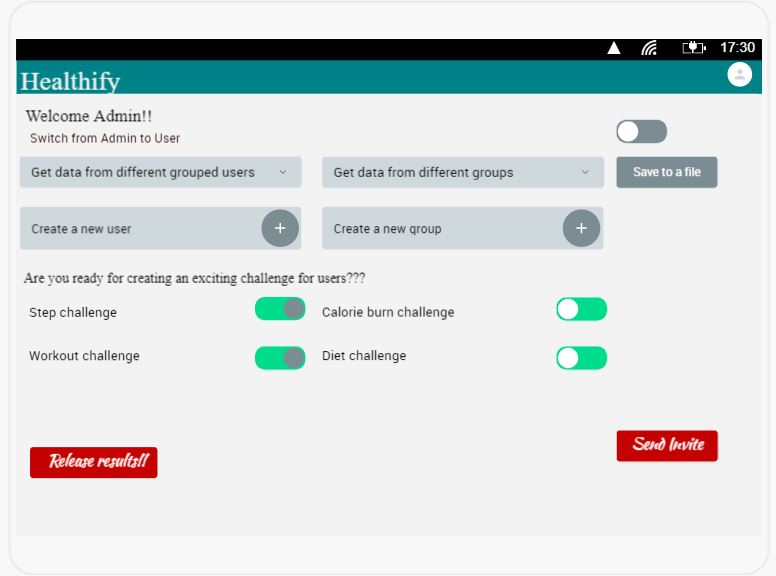 17:30
Healthify
Welcome Admin!!
Switch from Admin to User
Get data from different grouped users
Get data from different groups
Save to a file
Create a new user
Create a new group
Are you ready for creating an exciting challenge for users???
Step challenge
Calorie burn challenge
Workout challenge
Diet challenge
Send Invite
Release results!!